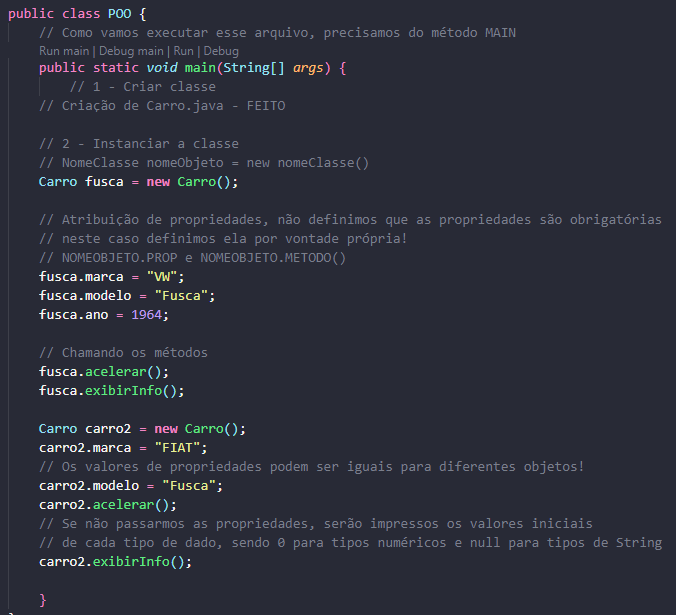 public class POO {
// Como vamos executar esse arquivo, precisamos do método MAIN
Run main | Debug main | Run | Debug
public static void main(String[] args) {
// 1 - Criar classe
// Criação de Carro.java - FEITO
// 2 - Instanciar a classe
// NomeClasse nomeObjeto = new nomeClasse()
Carro fusca = new Carro();
// Atribuição de propriedades, não definimos que as propriedades são obrigatórias
// neste caso definimos ela por vontade própria!
// NOMEOBJETO.PROP e NOMEOBJETO.METODO()
fusca.marca = "VW";
fusca.modelo = "Fusca";
fusca.ano = 1964;
// Chamando os métodos
fusca.acelerar();
fusca.exibirInfo();
Carro carro2 = new Carro();
carro2.marca = "FIAT";
// Os valores de propriedades podem ser iguais para diferentes objetos!
carro2.modelo = "Fusca";
carro2.acelerar();
// Se não passarmos as propriedades, serão impressos os valores iniciais
// de cada tipo de dado, sendo 0 para tipos numéricos e null para tipos de String
carro2.exibirInfo();
}